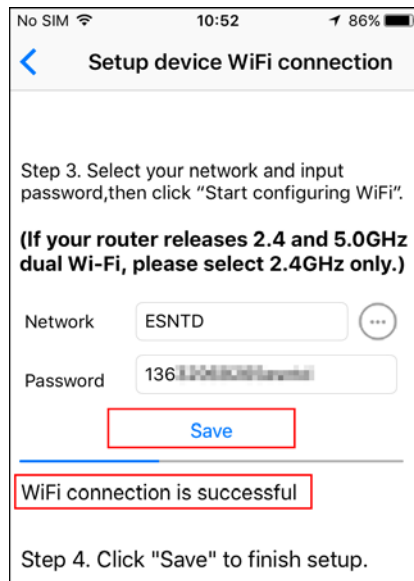 No SIM 10:52 86%
Setup device WiFi connection
Step 3. Select your network and input
password,then click “Start configuring WiFi”.
(If your router releases 2.4 and 5.0GHz
dual Wi-Fi, please select 2.4GHz only.)
Network ESNTD
Password 136
Save
WiFi connection is successful
Step 4. Click "Save" to finish setup.